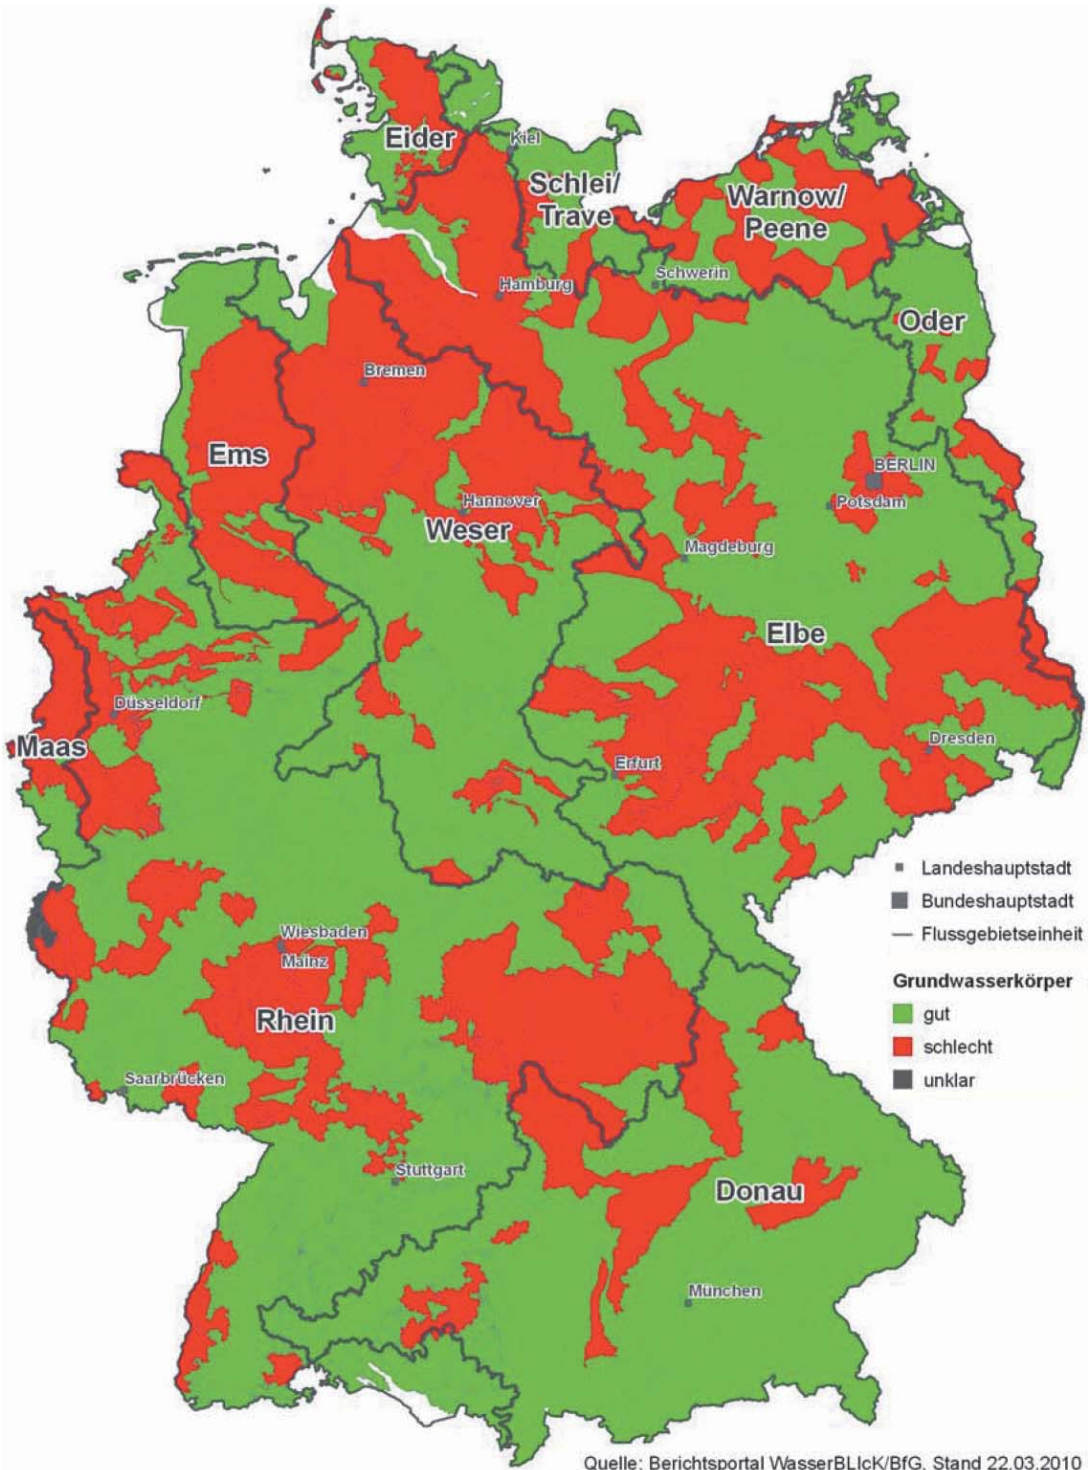 Eider
Kiel
Schlei/
Trave
Warnow/
Peene
Schwerin
Hamburg
Oder
Bremen
Ems
BERLIN
Hannover
Potsdam
Weser
Magdeburg
Elbe
Düsseldorf
Maas
Dresden
Erfurt
Landeshauptstadt
Bundeshauptstadt
Flussgebietseinheit
Wiesbaden
Mainz
Grundwasserkörper
gut
schlecht
unklar
Rhein
Saarbrücken
Stuttgart
Donau
München
Quelle: Berichtsportal WasserBLIcK/BfG, Stand 22.03.2010